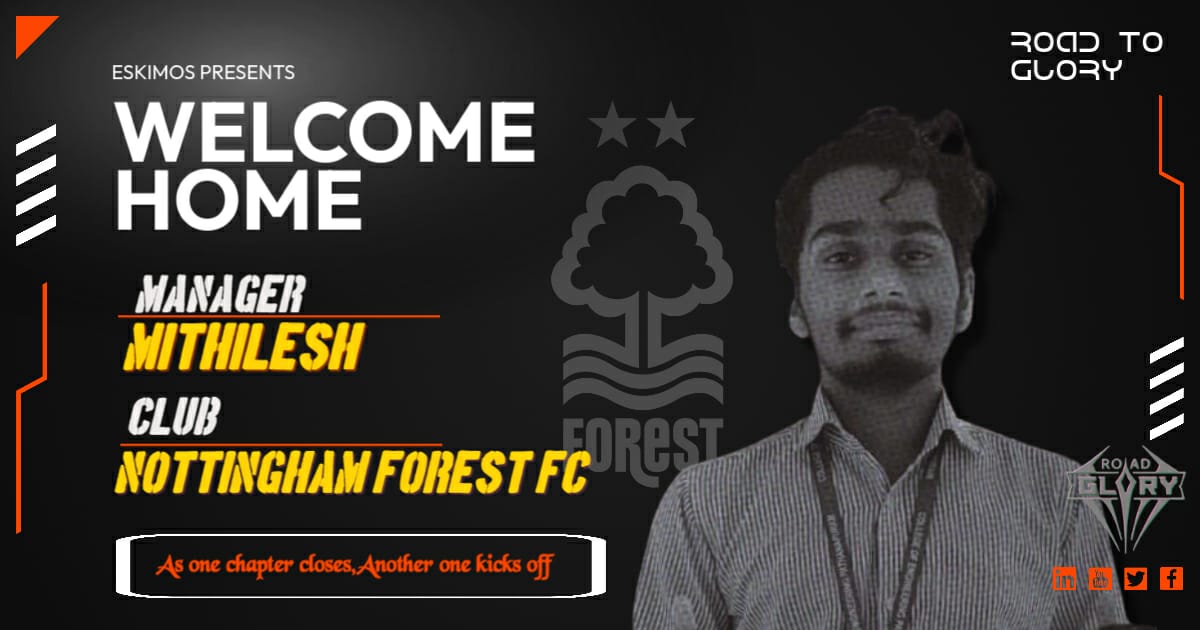 ESKIMOS PRESENTS
WELCOME
HOME
MANAGER
MITHILESH
CLUB
NOTTINGHAM FOREST FC
As one chapter closes,Another one kicks off
ROAD TO
GLORY
FOREST
ROAD
GLORY